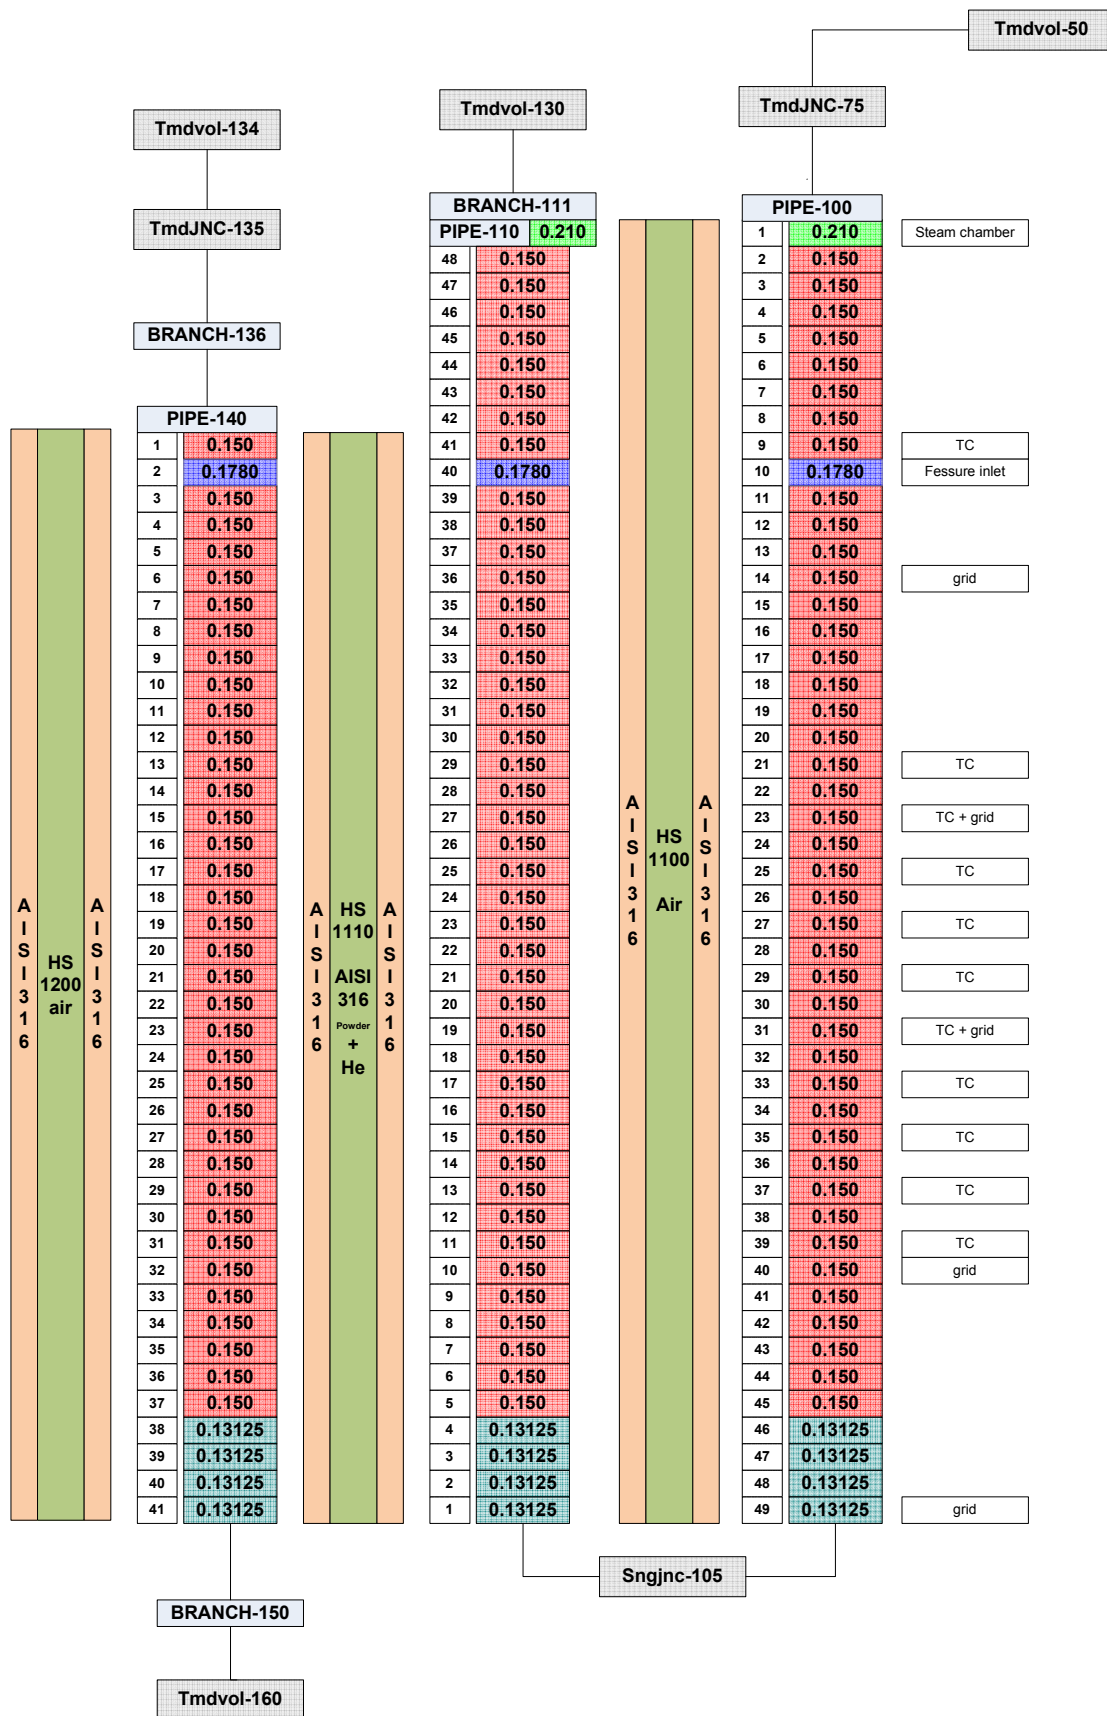 Tmdvol-134
TmdJNC-135
BRANCH-136
PIPE-140
1 0.150
2 0.1780
3 0.150
4 0.150
5 0.150
6 0.150
7 0.150
8 0.150
9 0.150
10 0.150
11 0.150
12 0.150
13 0.150
14 0.150
15 0.150
16 0.150
17 0.150
18 0.150
19 0.150
20 0.150
21 0.150
22 0.150
23 0.150
24 0.150
25 0.150
26 0.150
27 0.150
28 0.150
29 0.150
30 0.150
31 0.150
32 0.150
33 0.150
34 0.150
35 0.150
36 0.150
37 0.150
38 0.13125
39 0.13125
40 0.13125
41 0.13125
BRANCH-150
Tmdvol-160
AISI316
HS
1200
air
AISI316
AISI316
HS
1110
AISI
316
Powder
+
He
AISI316
Tmdvol-130
BRANCH-111
PIPE-110 0.210
48 0.150
47 0.150
46 0.150
45 0.150
44 0.150
43 0.150
42 0.150
41 0.150
40 0.1780
39 0.150
38 0.150
37 0.150
36 0.150
35 0.150
34 0.150
33 0.150
32 0.150
31 0.150
30 0.150
29 0.150
28 0.150
27 0.150
26 0.150
25 0.150
24 0.150
23 0.150
22 0.150
21 0.150
20 0.150
19 0.150
18 0.150
17 0.150
16 0.150
15 0.150
14 0.150
13 0.150
12 0.150
11 0.150
10 0.150
9 0.150
8 0.150
7 0.150
6 0.150
5 0.150
4 0.13125
3 0.13125
2 0.13125
1 0.13125
Sngjnc-105
AISI316
HS
1100
Air
AISI316
Tmdvol-50
TmdJNC-75
PIPE-100
1 0.210 Steam chamber
2 0.150
3 0.150
4 0.150
5 0.150
6 0.150
7 0.150
8 0.150
9 0.150 TC
10 0.1780 Fessure inlet
11 0.150
12 0.150
13 0.150
14 0.150 grid
15 0.150
16 0.150
17 0.150
18 0.150
19 0.150
20 0.150
21 0.150 TC
22 0.150
23 0.150 TC + grid
24 0.150
25 0.150 TC
26 0.150
27 0.150 TC
28 0.150
29 0.150 TC
30 0.150
31 0.150 TC + grid
32 0.150
33 0.150 TC
34 0.150
35 0.150 TC
36 0.150
37 0.150 TC
38 0.150
39 0.150 TC
40 0.150 grid
41 0.150
42 0.150
43 0.150
44 0.150
45 0.150
46 0.13125
47 0.13125
48 0.13125
49 0.13125 grid